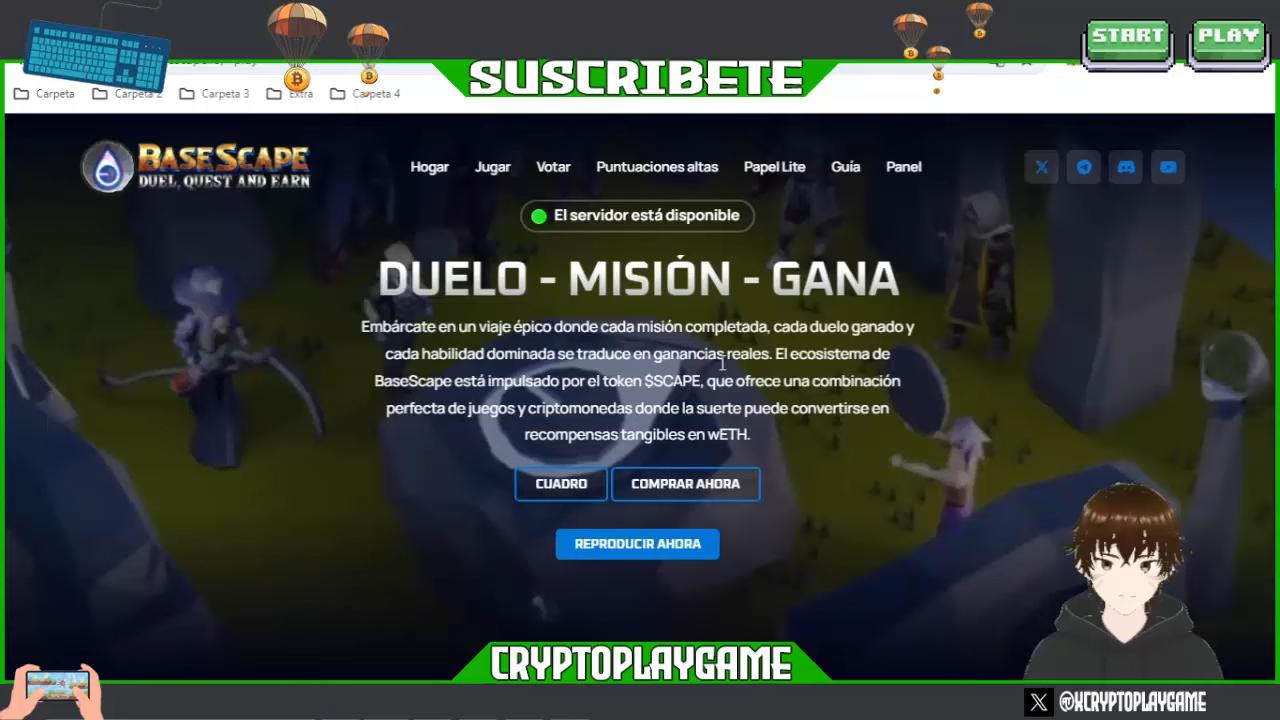 START
PLAY
SUSCRIBETE
Carpeta
Carpeta 2
Carpeta 3
Extra
Carpeta 4
BASESCAPE
DUEL, QUEST AND EARN
Hogar
Jugar
Votar
Puntuaciones altas
Papel Lite
Guía
Panel
El servidor está disponible
DUELO - MISIÓN - GANA
Embárcate en un viaje épico donde cada misión completada, cada duelo ganado y
cada habilidad dominada se traduce en ganancias reales. El ecosistema de
BaseScape está impulsado por el token $SCAPE, que ofrece una combinación
perfecta de juegos y criptomonedas donde la suerte puede convertirse en
recompensas tangibles en wETH.
CUADRO
COMPRAR AHORA
REPRODUCIR AHORA
CRYPTOPLAYGAME
@XCRYPTOPLAYGAME